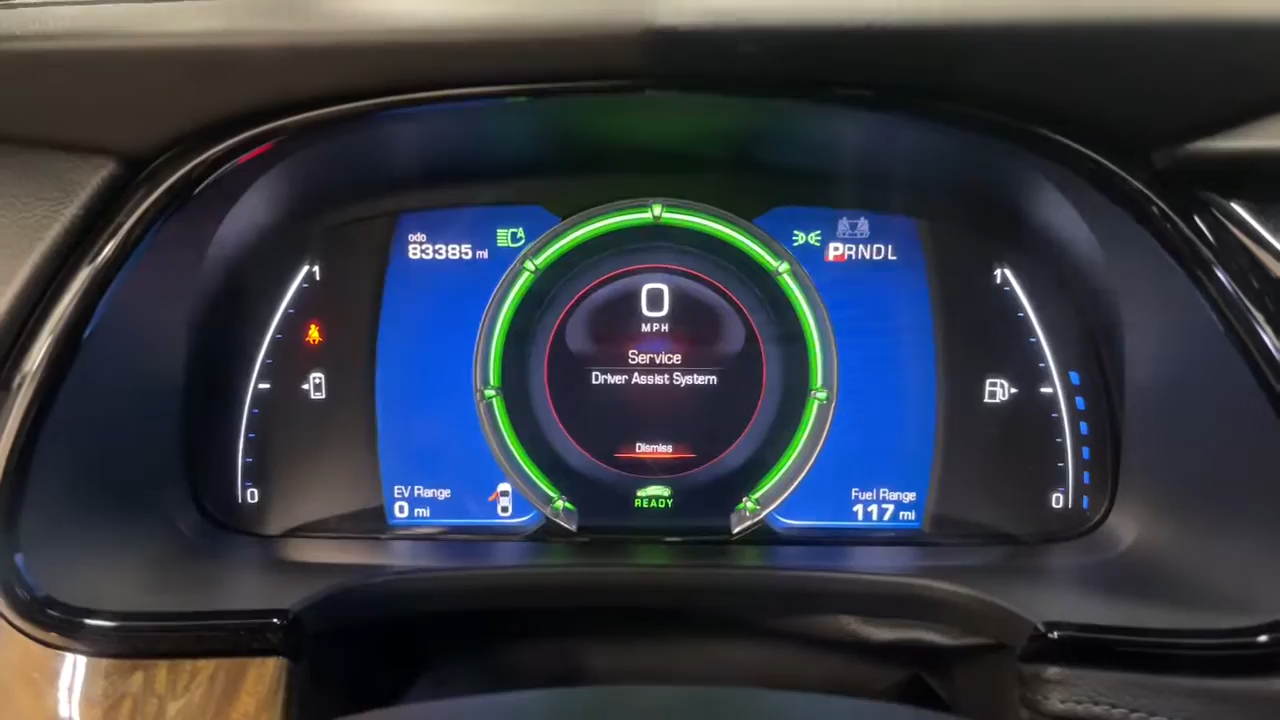 odo
83385 mi
A
PRNDL
1
1
0
MPH
Service
Driver Assist System
Dismiss
READY
EV Range
0 mi
Fuel Range
117 mi
0
0